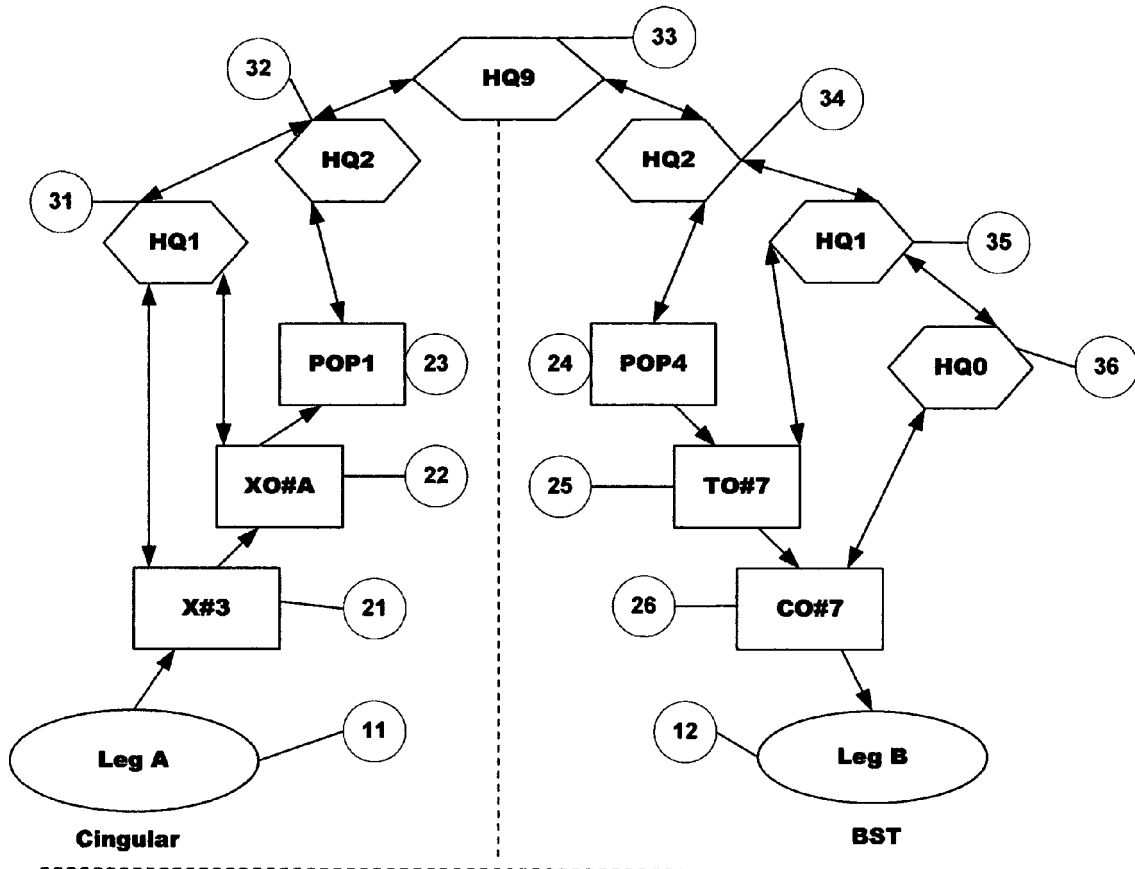 33
HQ9
32
34
HQ2
HQ2
31
HQ1
HQ1
35
POP1
23
24
POP4
HQ0
36
XO#A
22
25
TO#7
X#3
21
26
CO#7
Leg A
11
12
Leg B
Cingular
BST